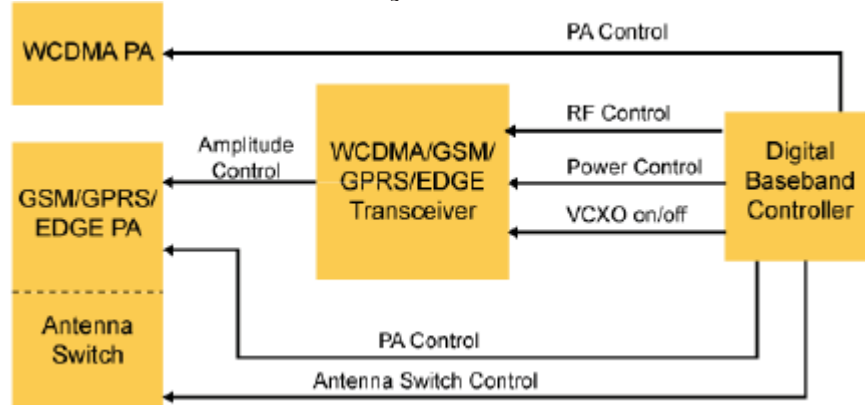 PA Control
WCDMA PA
RF Control
Amplitude
Control
WCDMA/GSM/
GPRS/EDGE
Transceiver
Digital
Baseband
Controller
Power Control
GSM/GPRS/
EDGE PA
VCXO on/off
Antenna
Switch
PA Control
Antenna Switch Control